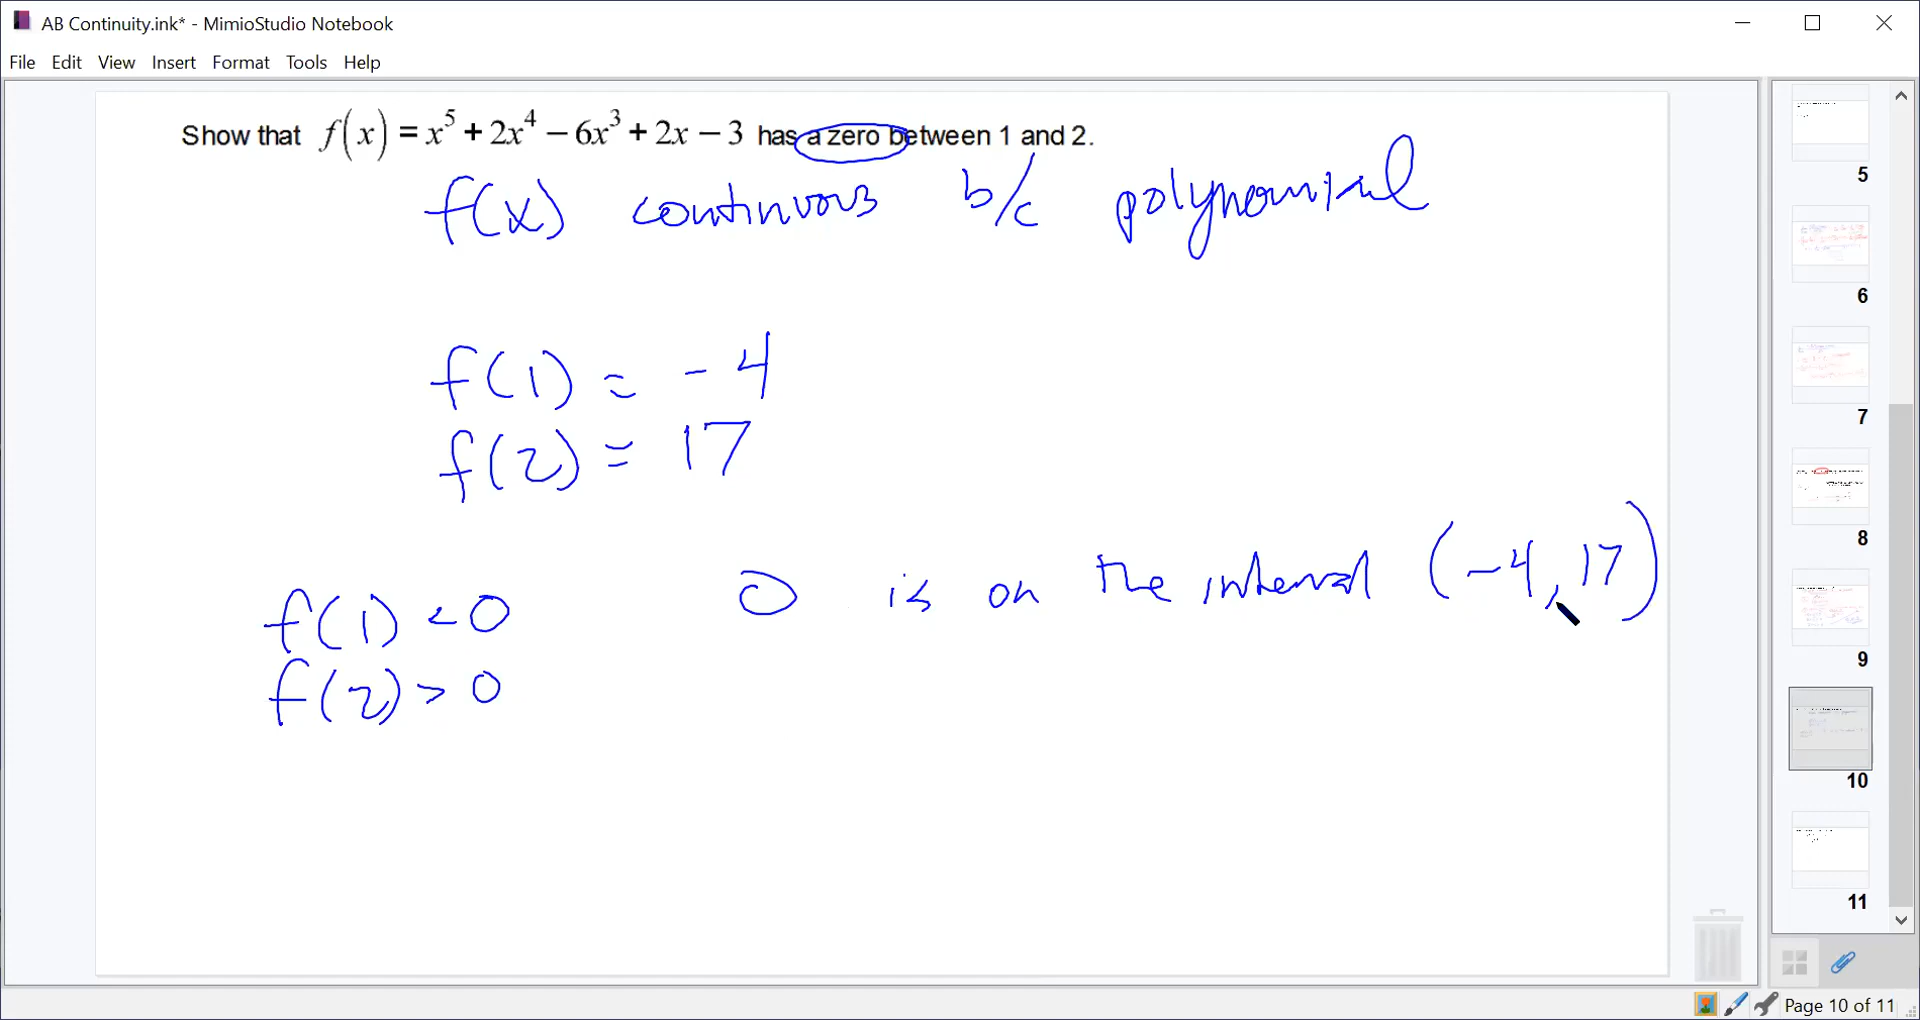 AB Continuity.ink* - MimioStudio Notebook
File Edit View Insert Format Tools Help
Show that f(x) = x⁵ + 2x⁴ − 6x³ + 2x − 3 has a zero between 1 and 2.
f(x) continuous b/c polynomial
f(1) = -4
f(2) = 17
0 is on the interval (-4, 17)
f(1) < 0
f(2) > 0
5
6
7
8
9
10
11
Page 10 of 11